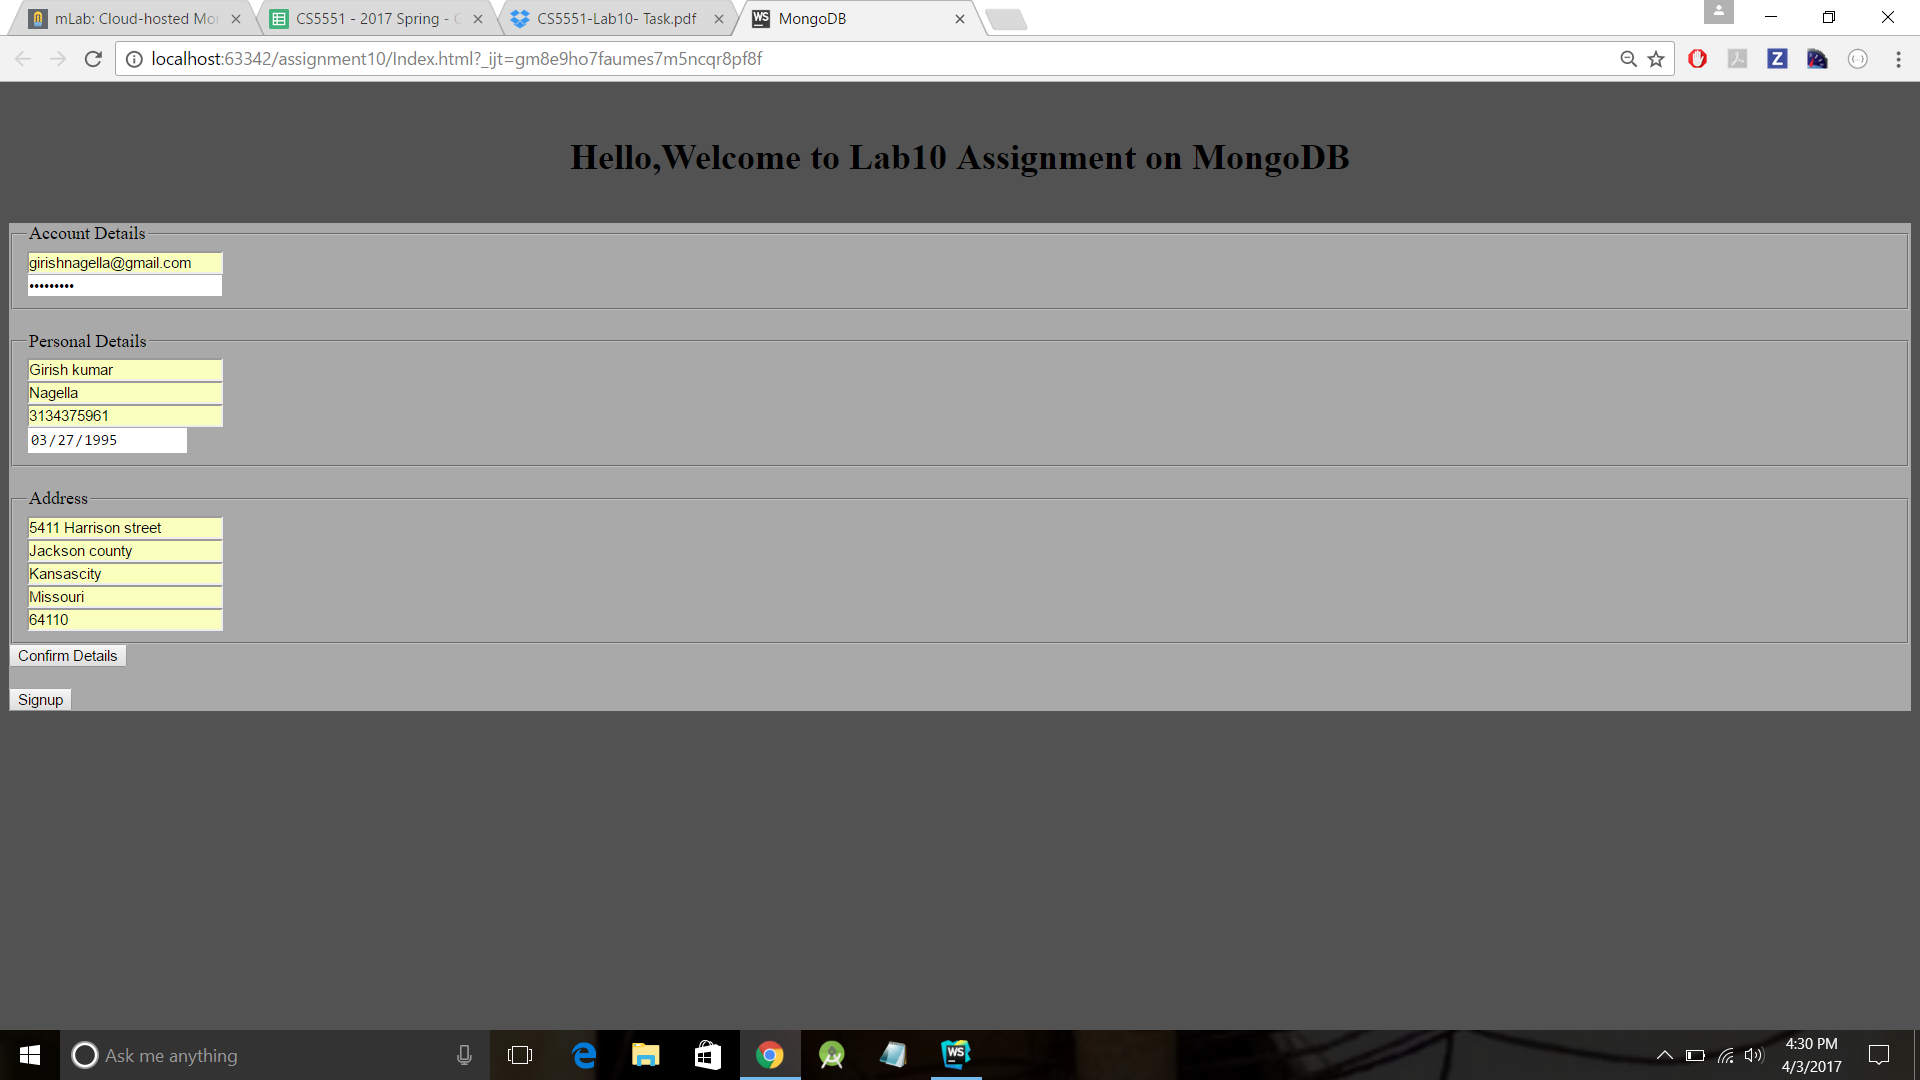 mLab: Cloud-hosted Mo
CS5551 - 2017 Spring -
CS5551-Lab10- Task.pdf
WS MongoDB
localhost:63342/assignment10/Index.html?_ijt=gm8e9ho7faumes7m5ncqr8pf8f
Z
Hello,Welcome to Lab10 Assignment on MongoDB
Account Details
girishnagella@gmail.com
•••••••••
Personal Details
Girish kumar
Nagella
3134375961
03/27/1995
Address
5411 Harrison street
Jackson county
Kansascity
Missouri
64110
Confirm Details
Signup
Ask me anything
WS
4:30 PM
4/3/2017